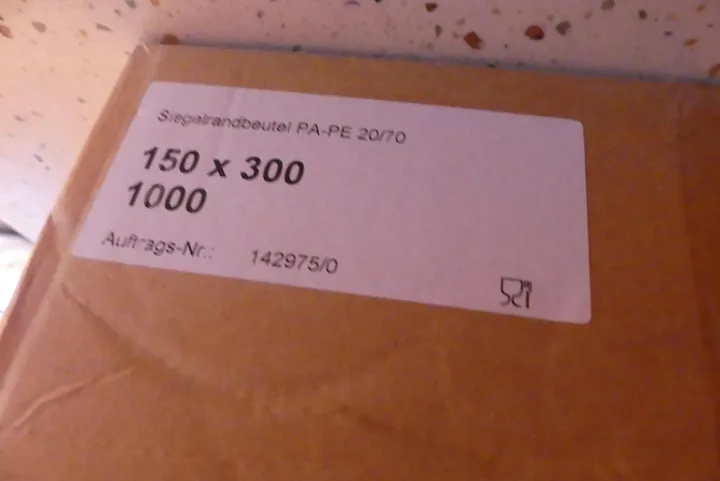 Siegelrandbeutel PA-PE 20/70
150 x 300
1000
Auftrags-Nr.: 142975/0